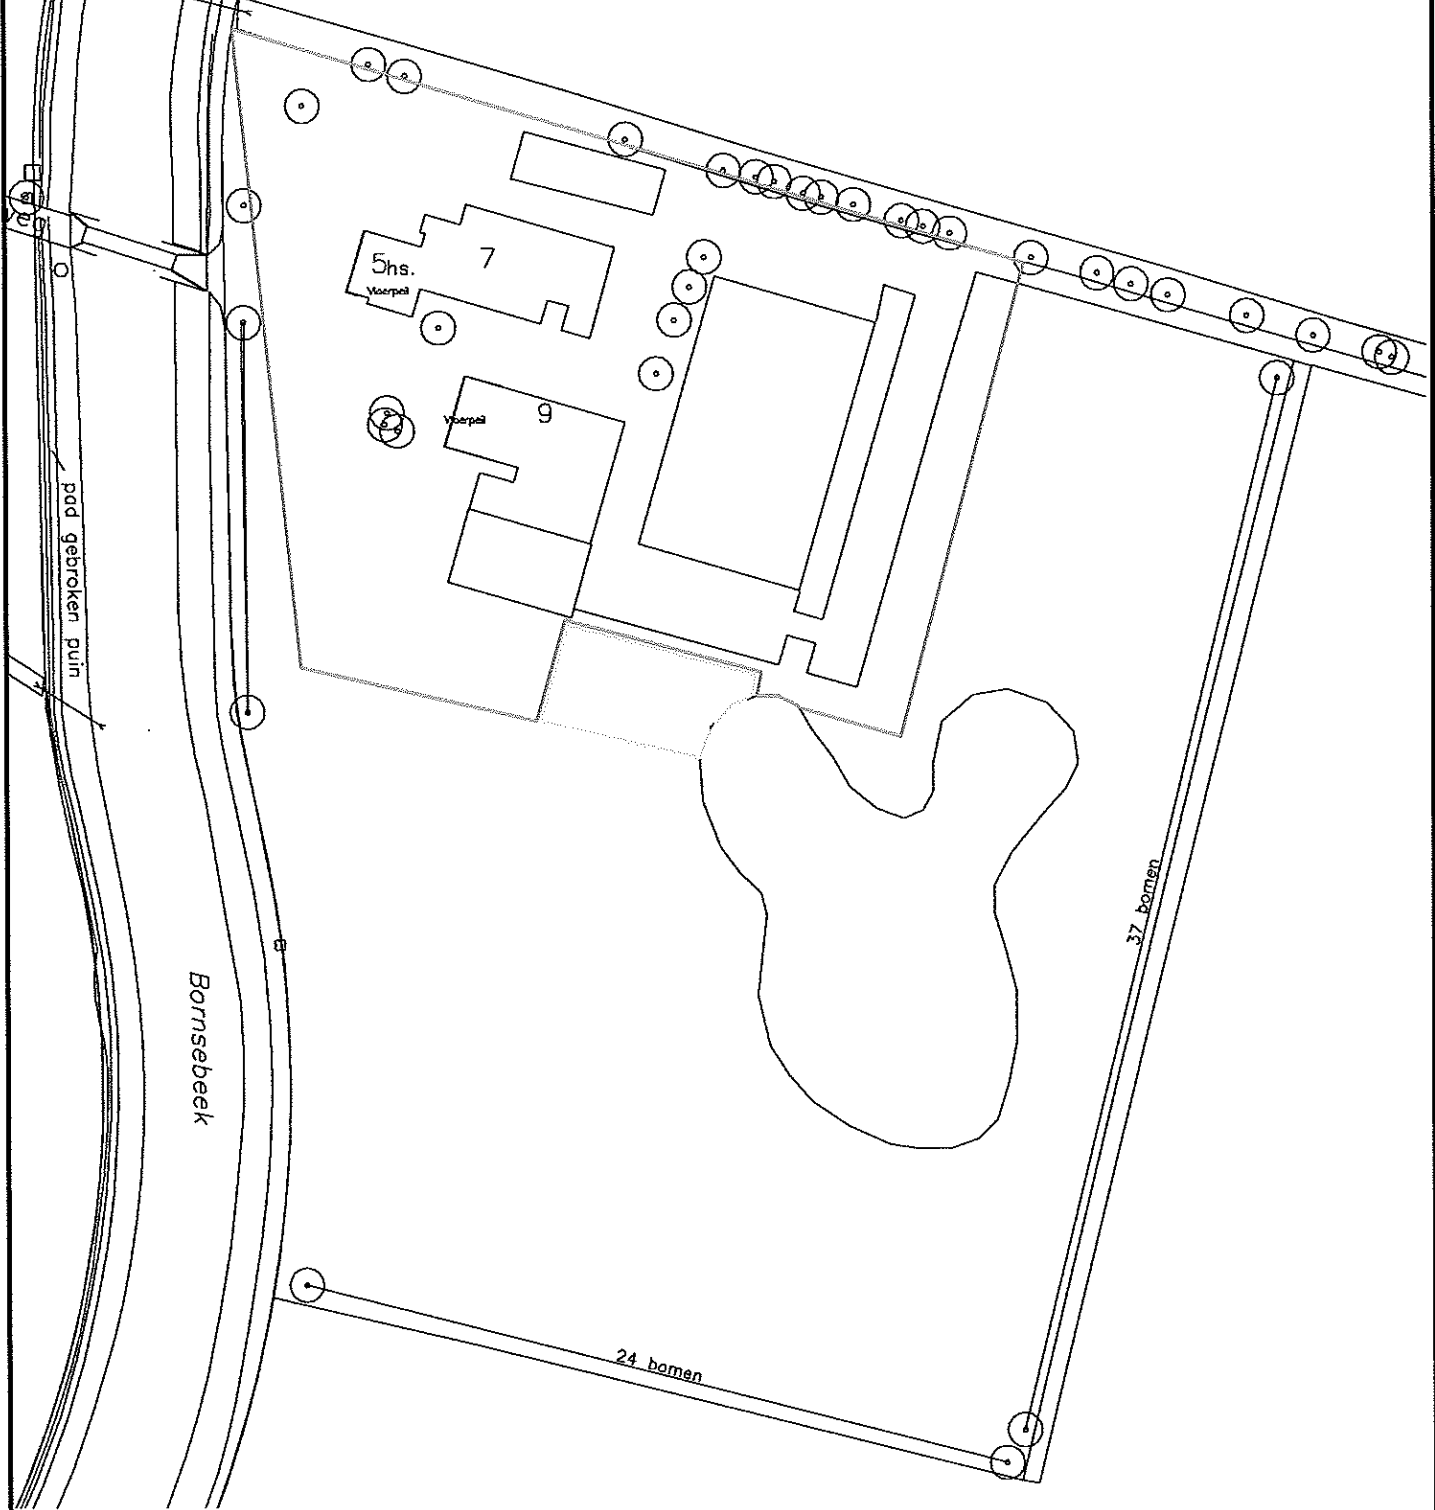 5hs.
7
Vloerpeil
9
Vloerpeil
pad gebroken puin
37 bomen
Bornsebeek
24 bomen